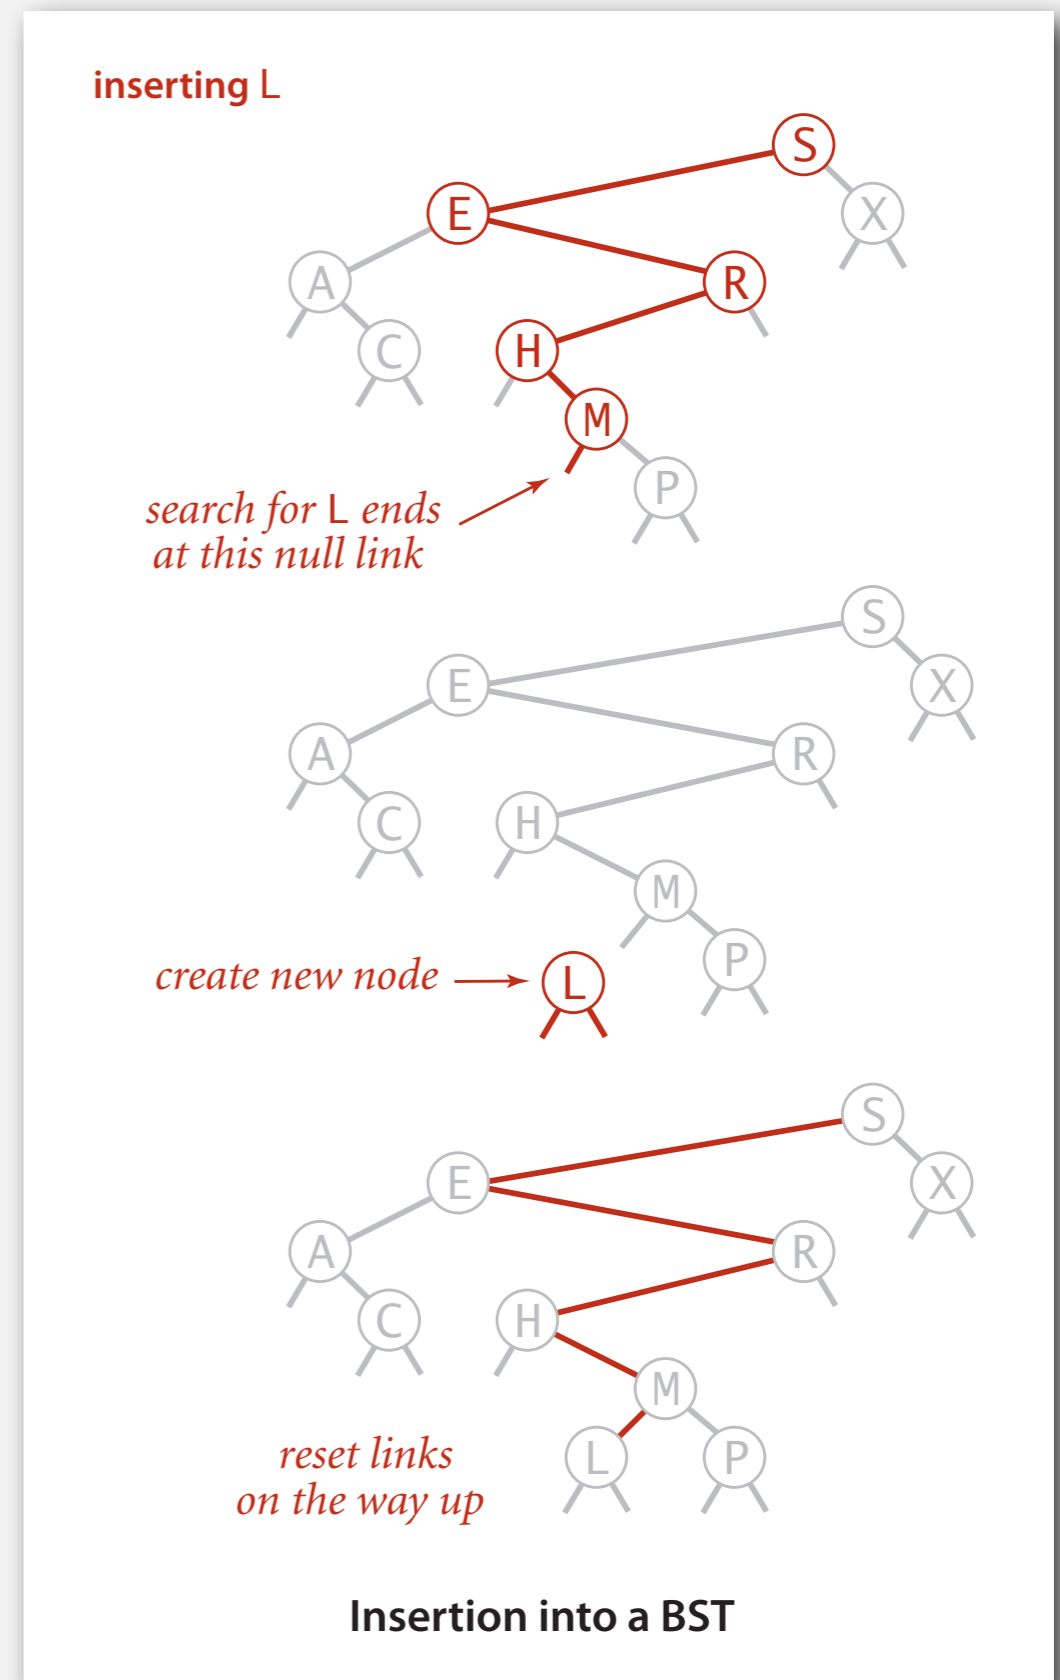 inserting L
S
E
X
A
R
C
H
M
P
search for L ends
at this null link
S
E
X
A
R
C
H
M
P
create new node
L
S
E
X
A
R
C
H
M
L
P
reset links
on the way up
Insertion into a BST